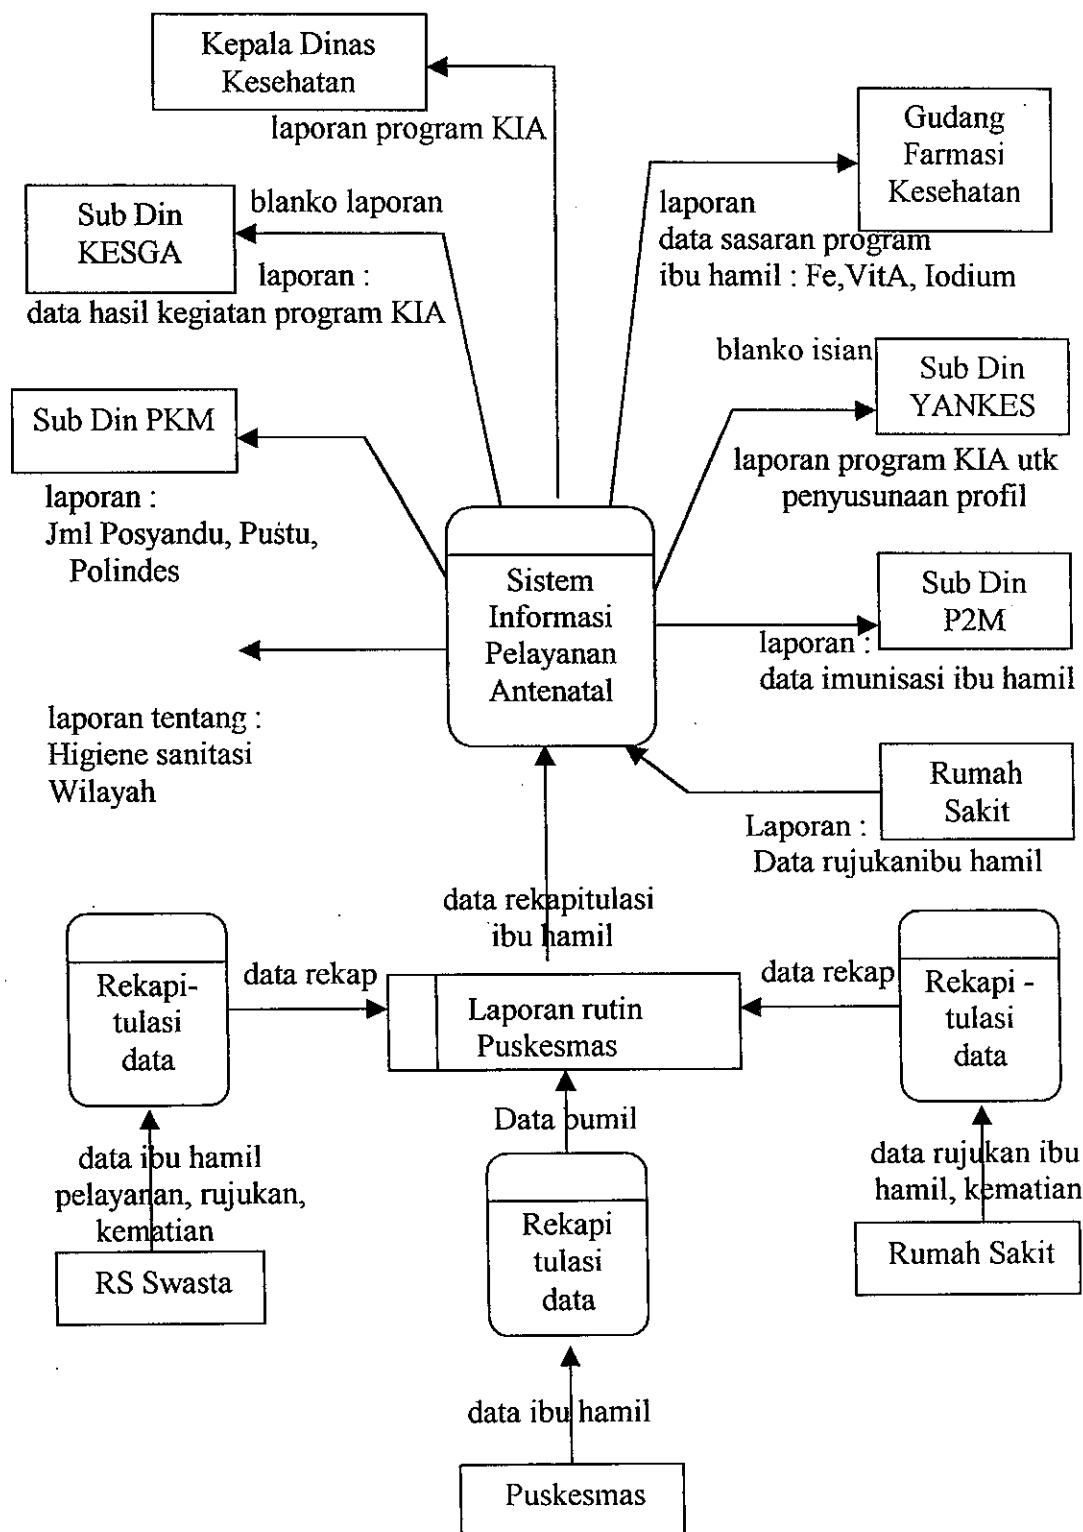 Kepala Dinas
Kesehatan
laporan program KIA
Gudang
Farmasi
Kesehatan
laporan
data sasaran program
ibu hamil : Fe,VitA, Iodium
Sub Din
KESGA
blanko laporan
laporan :
data hasil kegiatan program KIA
blanko isian
Sub Din
YANKES
laporan program KIA utk
penyusunaan profil
Sub Din PKM
laporan :
Jml Posyandu, Pustu,
Polindes
Sistem
Informasi
Pelayanan
Antenatal
Sub Din
P2M
laporan :
data imunisasi ibu hamil
laporan tentang :
Higiene sanitasi
Wilayah
Rumah
Sakit
Laporan :
Data rujukanibu hamil
data rekapitulasi
ibu hamil
Rekapi-
tulasi
data
data rekap
Laporan rutin
Puskesmas
data rekap
Rekapi -
tulasi
data
Data bumil
data ibu hamil
pelayanan, rujukan,
kematian
RS Swasta
Rekapi
tulasi
data
data rujukan ibu
hamil, kematian
Rumah Sakit
data ibu hamil
Puskesmas